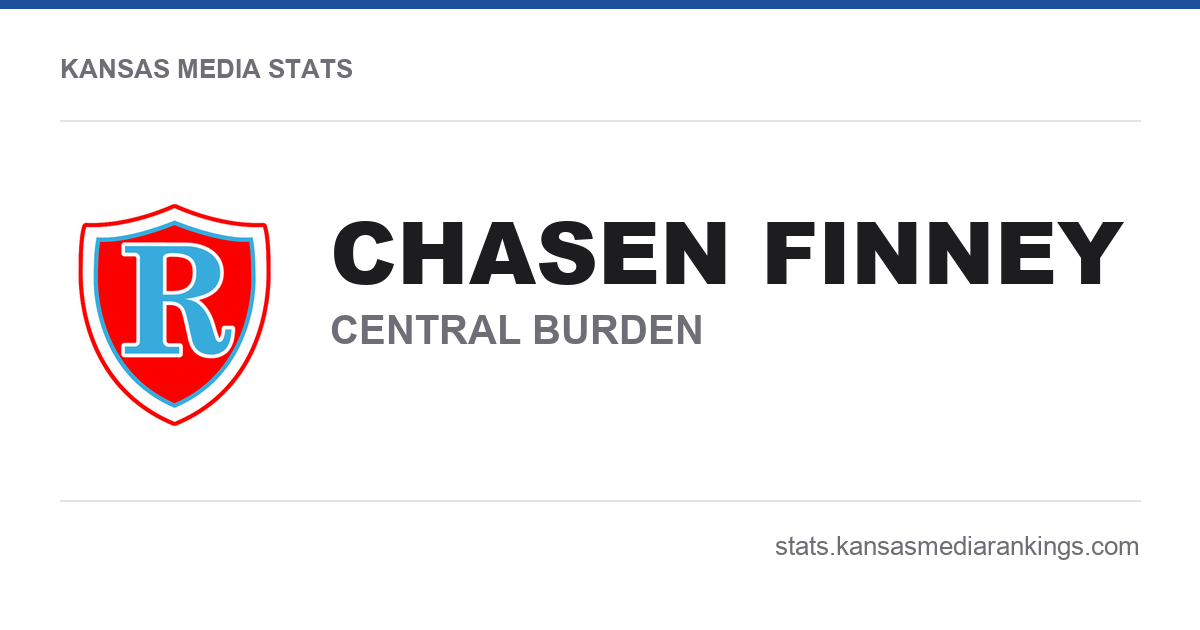 KANSAS MEDIA STATS
R
CHASEN FINNEY
CENTRAL BURDEN
stats.kansasmediarankings.com